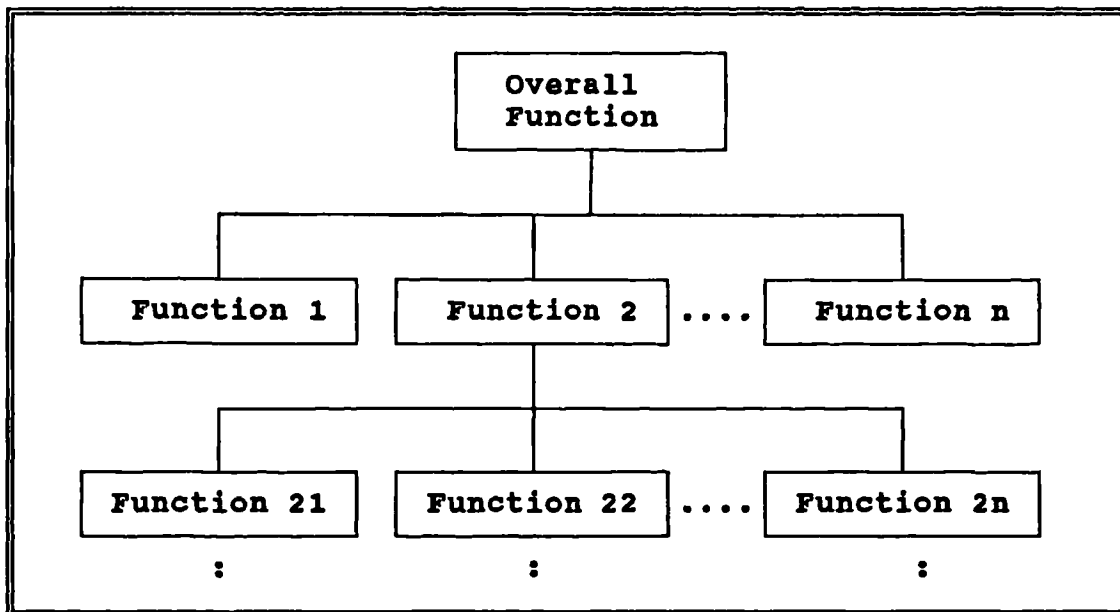 Overall
Function
Function 1
Function 2
....
Function n
Function 21
Function 22
....
Function 2n
:
:
: